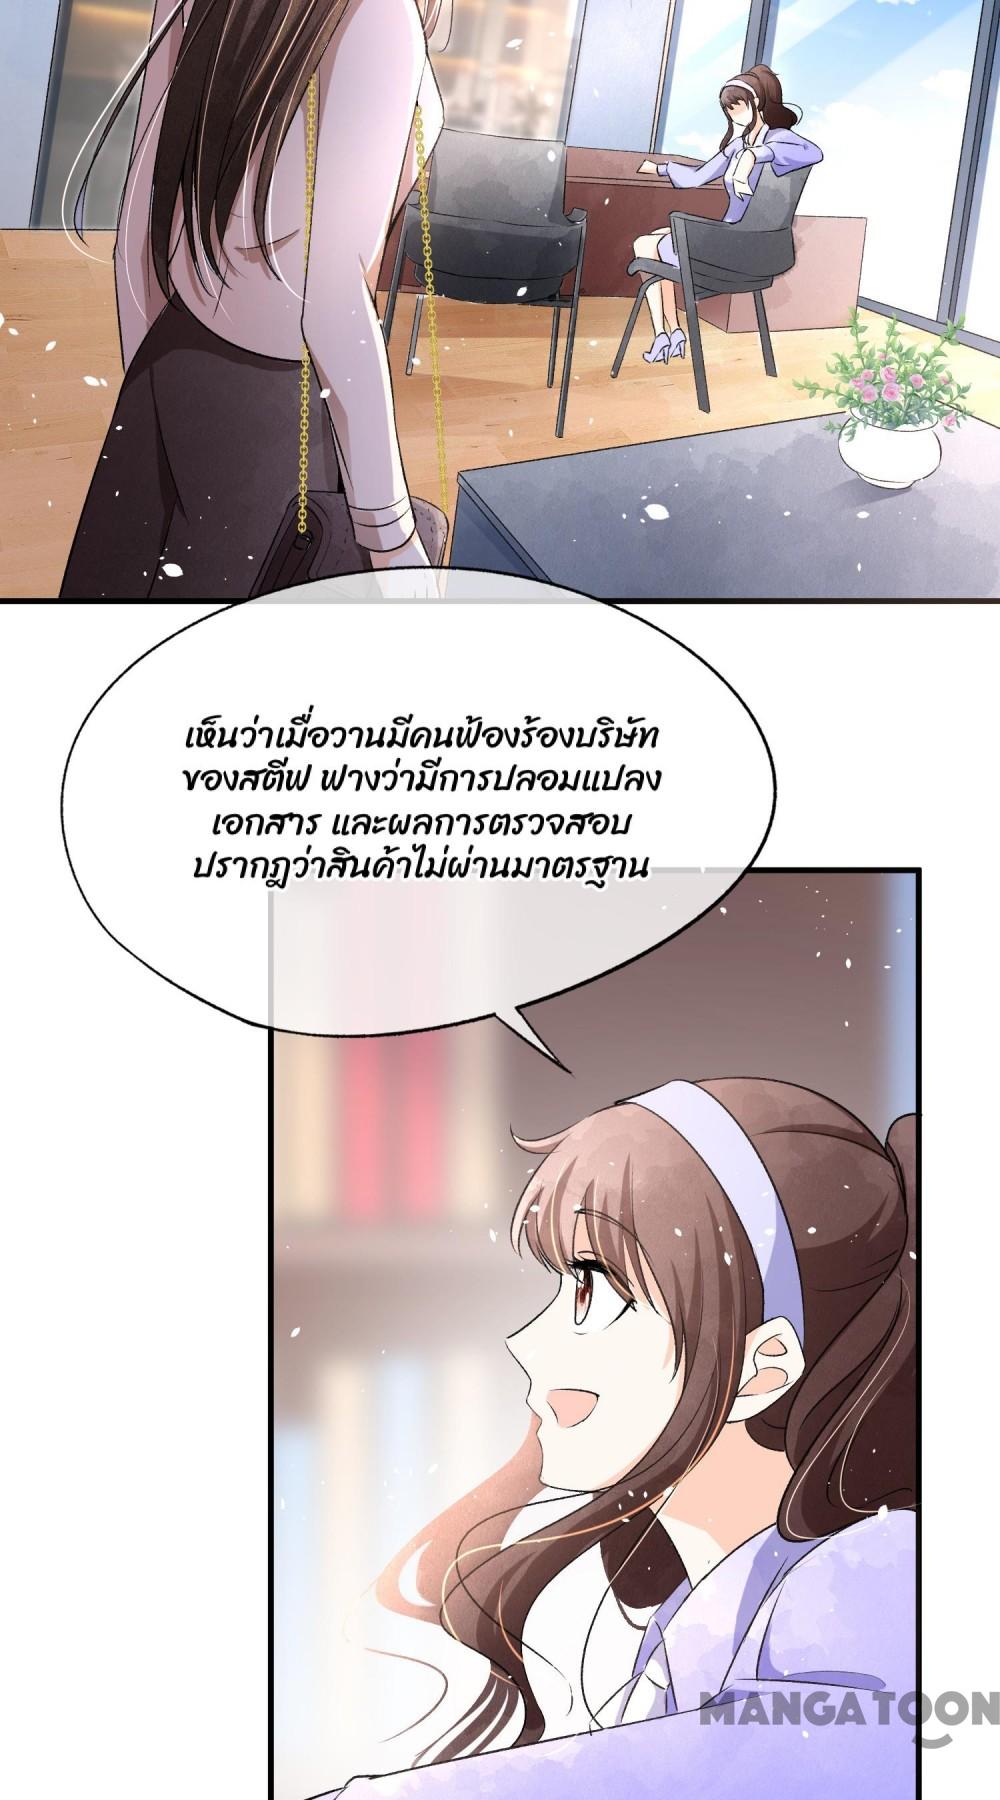 เห็นว่าเมื่อวานมีคนฟ้องร้องบริษัท
ของสตีฟ ฟางว่ามีการปลอมแปลง
เอกสาร และผลการตรวจสอบ
ปรากฎว่าสินค้าไม่ผ่านมาตรฐาน
MANGATOON